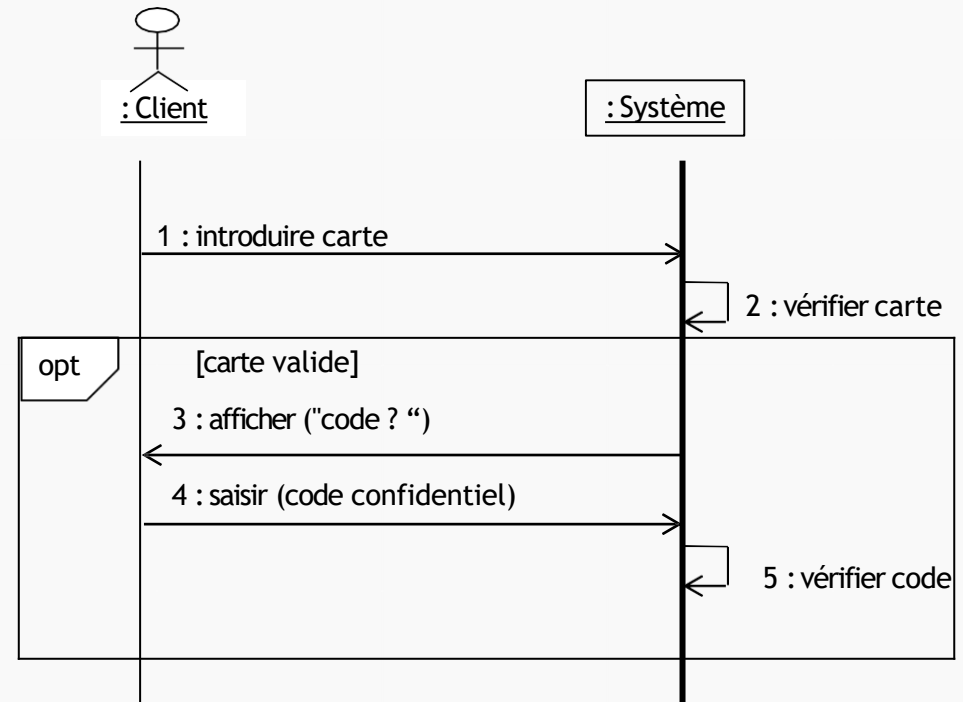 : Client
: Système
1 : introduire carte
2 : vérifier carte
opt
[carte valide]
3 : afficher ("code ? “)
4 : saisir (code confidentiel)
5 : vérifier code